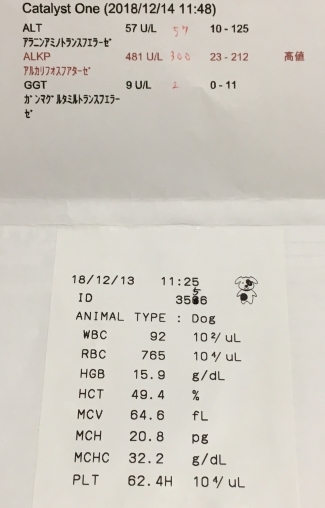 Catalyst One (2018/12/14 11:48)
ALT 57 U/L 57 10 - 125
アラニンアミノトランスフェラーゼ
ALKP 481 U/L 300 23 - 212 高値
アルカリフォスファターゼ
GGT 9 U/L 2 0 - 11
ガンマグルタミルトランスフェラー
ゼ
18/12/13 11:25
ID
ANIMAL TYPE : Dog
WBC 92 10²/uL
RBC 765 10⁴/uL
HGB 15.9 g/dL
HCT 49.4 %
MCV 64.6 fL
MCH 20.8 pg
MCHC 32.2 g/dL
PLT 62.4H 10⁴/uL